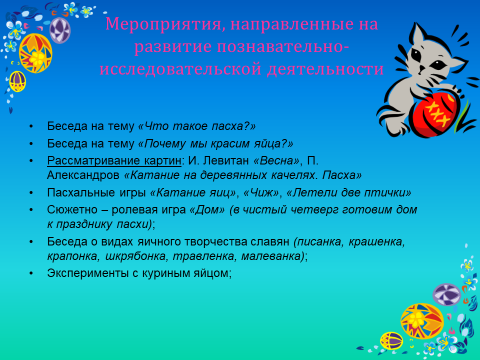 Мероприятия, направленные на
развитие познавательно-
исследовательской деятельности
• Беседа на тему «Что такое пасха?»
• Беседа на тему «Почему мы красим яйца?»
• Рассматривание картин: И. Левитан «Весна», П.
Александров «Катание на деревянных качелях. Пасха»
• Пасхальные игры «Катание яиц», «Чиж», «Летели две птички»
• Сюжетно – ролевая игра «Дом» (в чистый четверг готовим дом
к празднику пасхи);
• Беседа о видах яичного творчества славян (писанка, крашенка,
крапонка, шкрябонка, травленка, малеванка);
• Эксперименты с куриным яйцом;